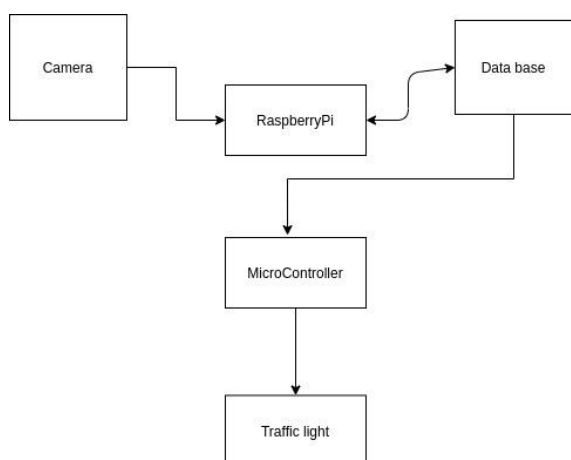 Camera
Data base
RaspberryPi
MicroController
Traffic light